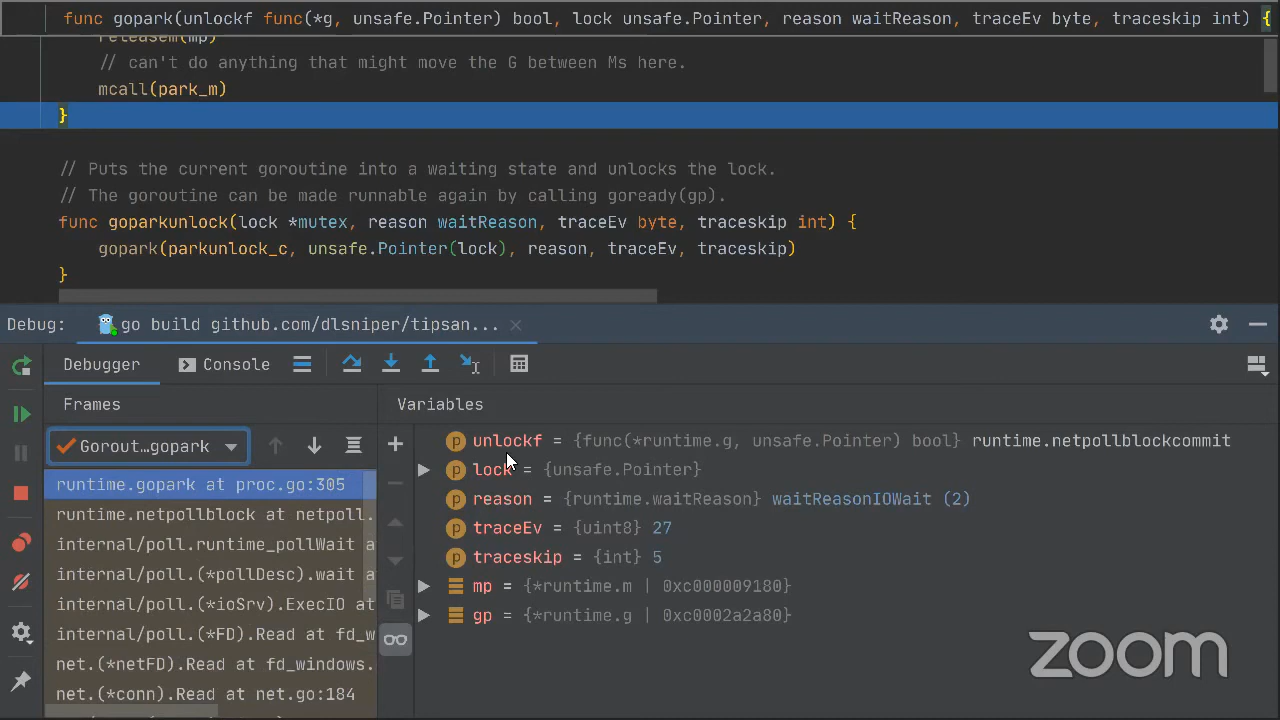 func gopark(unlockf func(*g, unsafe.Pointer) bool, lock unsafe.Pointer, reason waitReason, traceEv byte, traceskip int) {
releasem(mp)
// can't do anything that might move the G between Ms here.
mcall(park_m)
}
// Puts the current goroutine into a waiting state and unlocks the lock.
// The goroutine can be made runnable again by calling goready(gp).
func goparkunlock(lock *mutex, reason waitReason, traceEv byte, traceskip int) {
gopark(parkunlock_c, unsafe.Pointer(lock), reason, traceEv, traceskip)
}
Debug: go build github.com/dlsniper/tipsan...
Debugger Console
Frames
Gorout...gopark
runtime.gopark at proc.go:305
runtime.netpollblock at netpoll.
internal/poll.runtime_pollWait a
internal/poll.(*pollDesc).wait a
internal/poll.(*ioSrv).ExecIO at
internal/poll.(*FD).Read at fd_w
net.(*netFD).Read at fd_windows.
net.(*conn).Read at net.go:184
Variables
unlockf = {func(*runtime.g, unsafe.Pointer) bool} runtime.netpollblockcommit
lock = {unsafe.Pointer}
reason = {runtime.waitReason} waitReasonIOWait (2)
traceEv = {uint8} 27
traceskip = {int} 5
mp = {*runtime.m | 0xc000009180}
gp = {*runtime.g | 0xc0002a2a80}
zoom